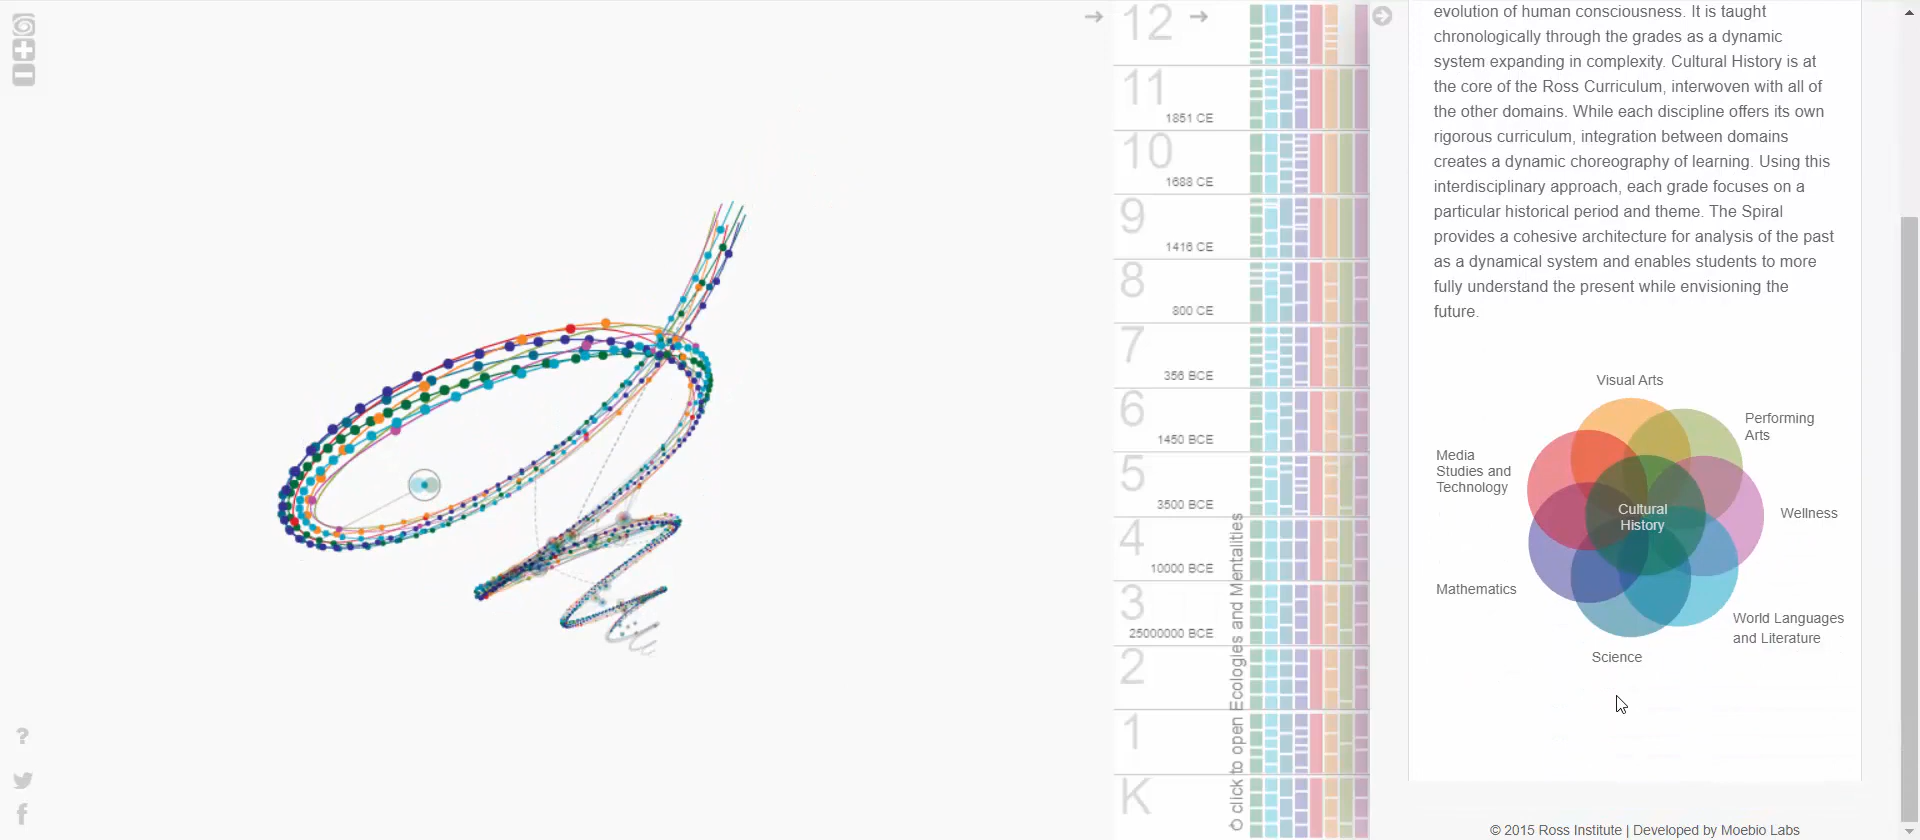 12
11
1851 CE
10
1688 CE
9
1416 CE
8
800 CE
7
356 BCE
6
1450 BCE
5
3500 BCE
4
10000 BCE
3
25000000 BCE
2
1
K
click to open Ecologies and Mentalities
evolution of human consciousness. It is taught
chronologically through the grades as a dynamic
system expanding in complexity. Cultural History is at
the core of the Ross Curriculum, interwoven with all of
the other domains. While each discipline offers its own
rigorous curriculum, integration between domains
creates a dynamic choreography of learning. Using this
interdisciplinary approach, each grade focuses on a
particular historical period and theme. The Spiral
provides a cohesive architecture for analysis of the past
as a dynamical system and enables students to more
fully understand the present while envisioning the
future.
Visual Arts
Performing
Arts
Media
Studies and
Technology
Cultural
History
Wellness
Mathematics
World Languages
and Literature
Science
© 2015 Ross Institute | Developed by Moebio Labs
?